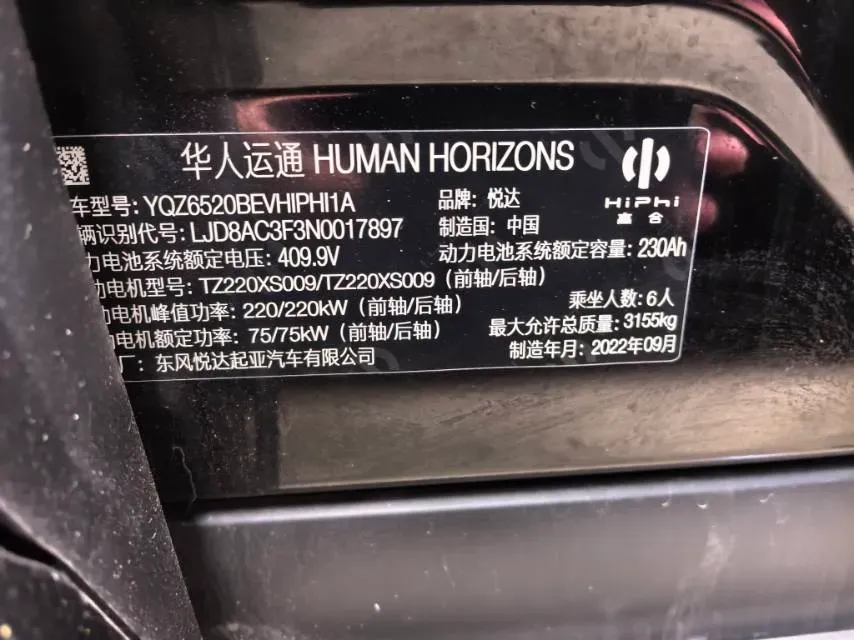 华人运通 HUMAN HORIZONS
HiPhi
高合
车型号: YQZ6520BEVHIPHI1A
品牌: 悦达
辆识别代号: LJD8AC3F3N0017897
制造国: 中国
力电池系统额定电压: 409.9V
动力电池系统额定容量: 230Ah
动电机型号: TZ220XS009/TZ220XS009 (前轴/后轴)
动电机峰值功率: 220/220kW (前轴/后轴)
乘坐人数: 6人
动电机额定功率: 75/75kW (前轴/后轴)
最大允许总质量: 3155kg
厂: 东风悦达起亚汽车有限公司
制造年月: 2022年09月